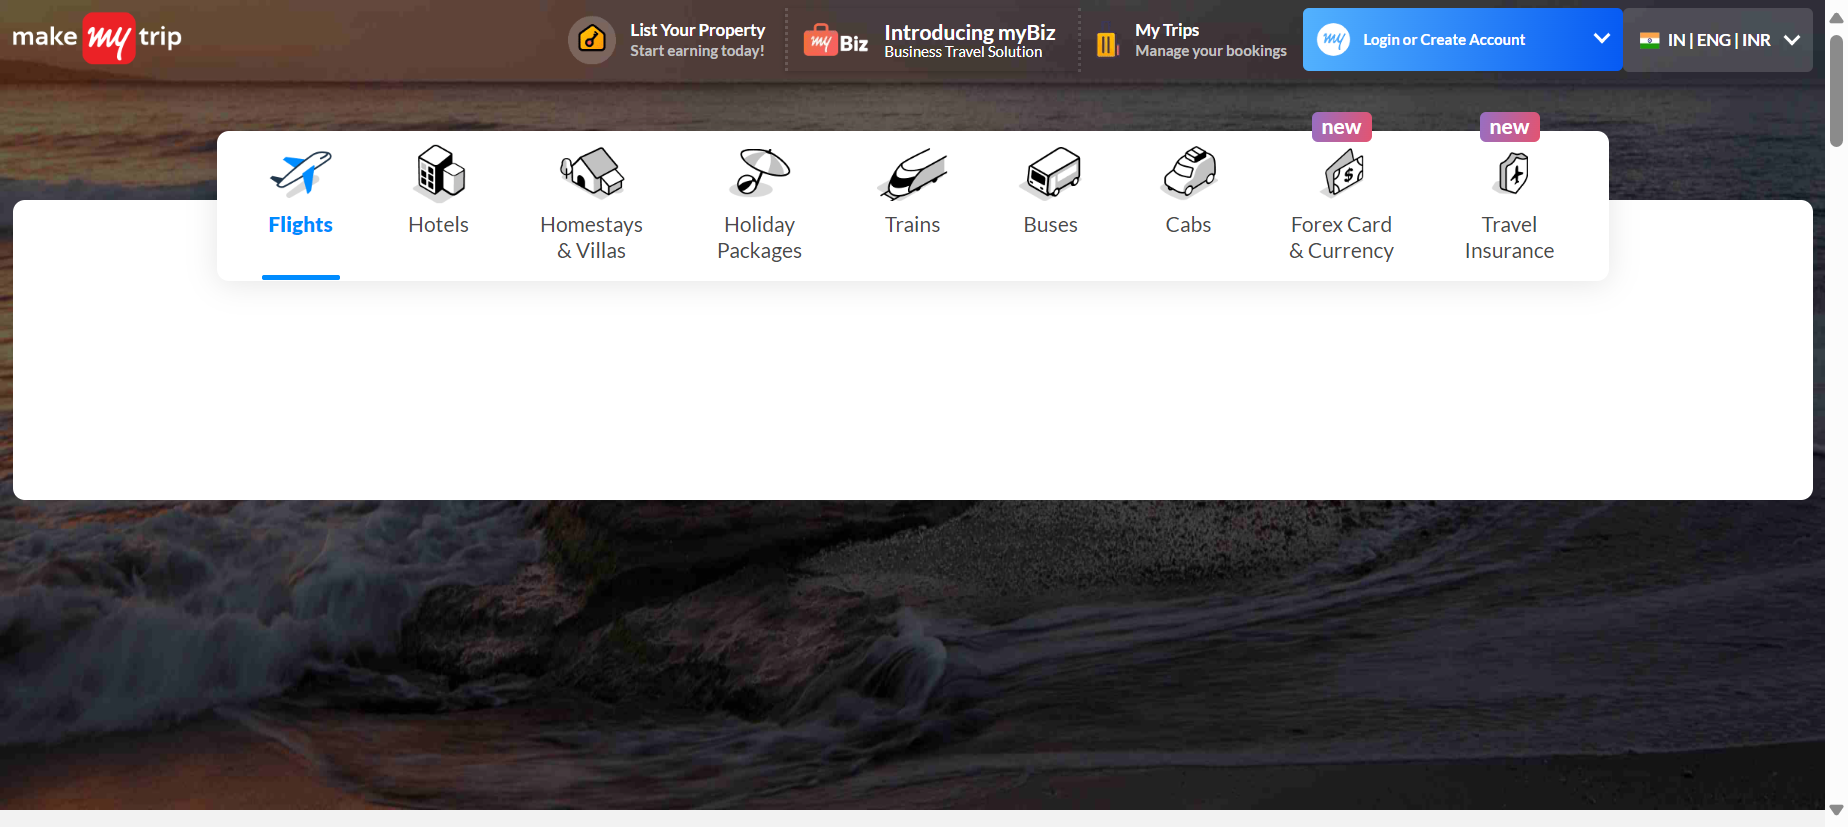 make my trip
List Your Property
Start earning today!
my Biz
Introducing myBiz
Business Travel Solution
My Trips
Manage your bookings
my
Login or Create Account
IN | ENG | INR
new
new
Flights
Hotels
Homestays
& Villas
Holiday
Packages
Trains
Buses
Cabs
Forex Card
& Currency
Travel
Insurance